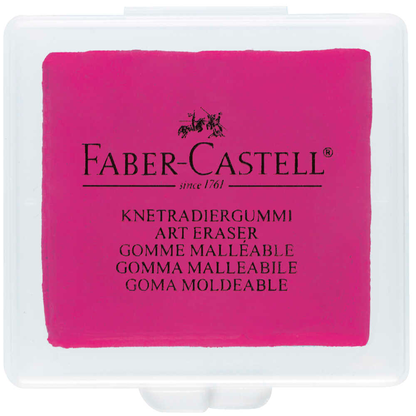 FABER-CASTELL®
since 1761
KNETRADIERGUMMI
ART ERASER
GOMME MALLÉABLE
GOMMA MALLEABILE
GOMA MOLDEABLE